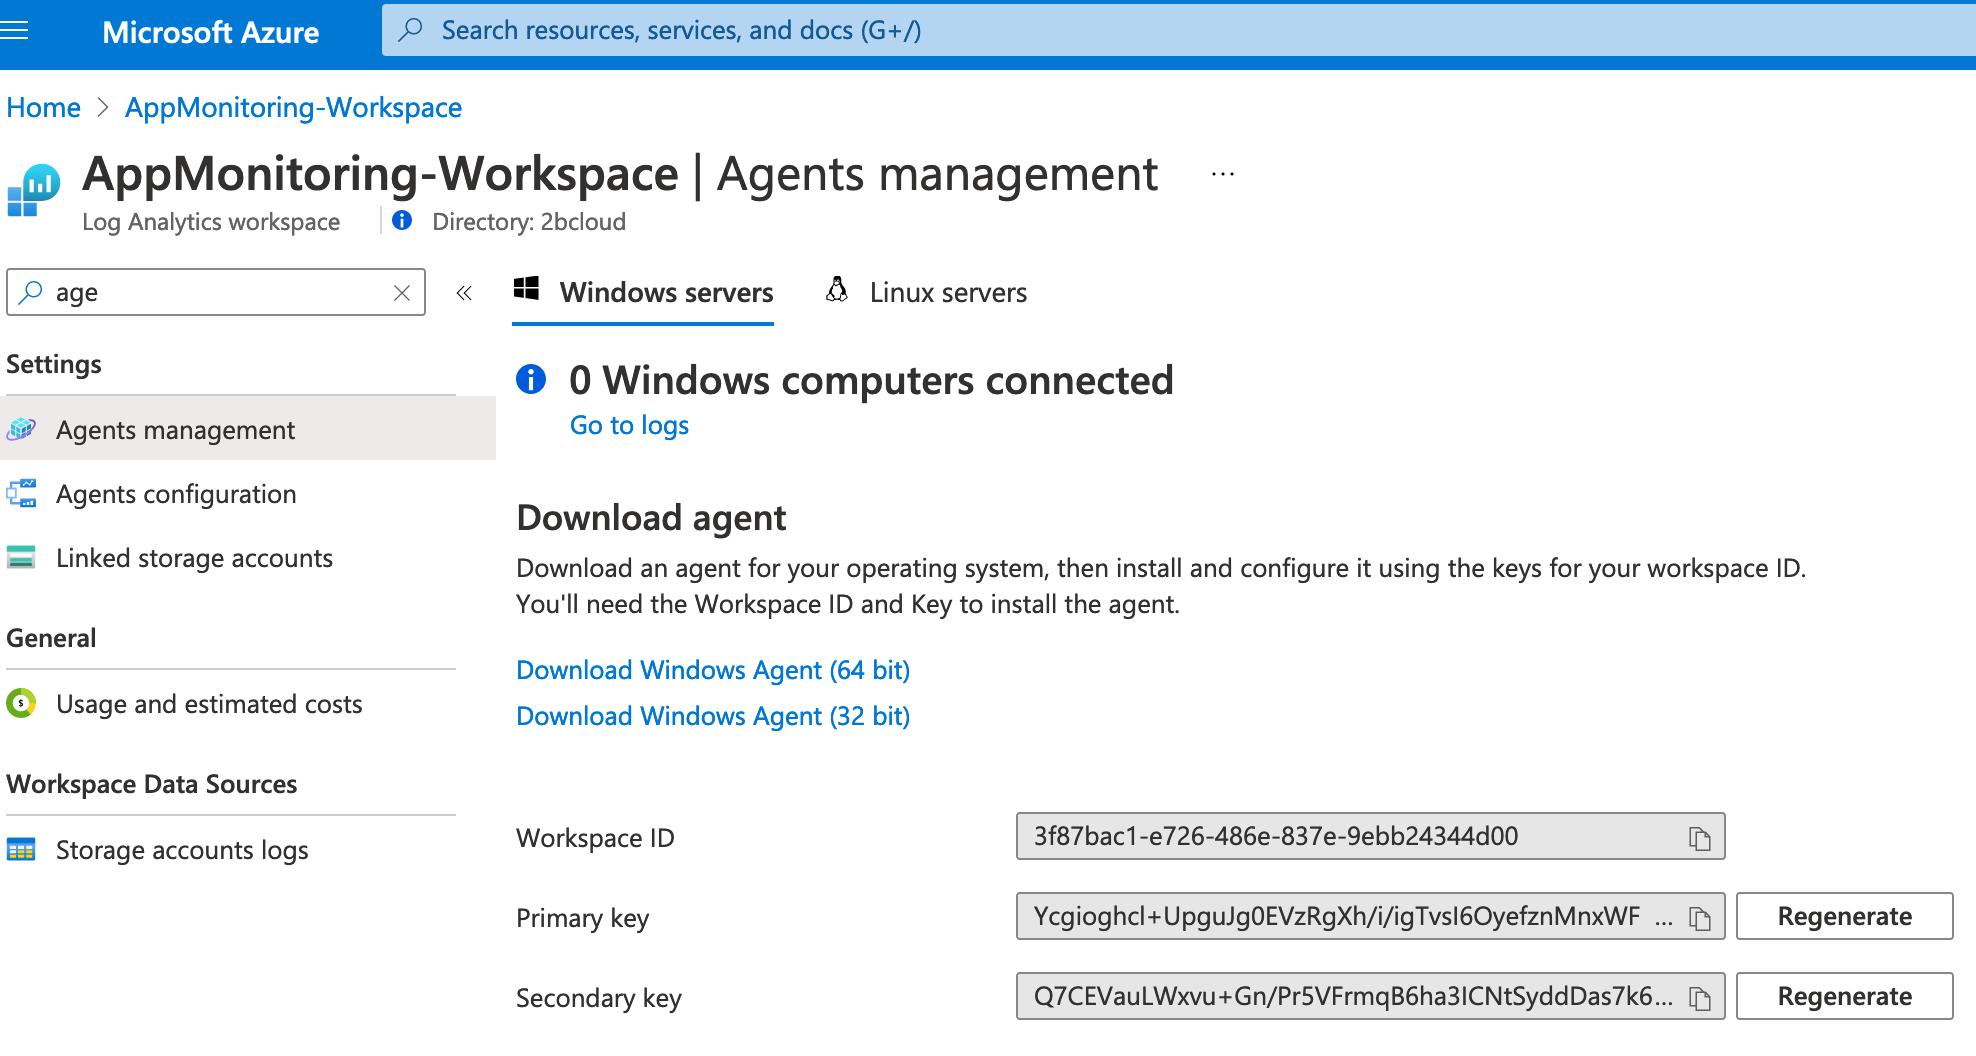 Microsoft Azure
Search resources, services, and docs (G+/)
Home > AppMonitoring-Workspace
AppMonitoring-Workspace | Agents management ...
Log Analytics workspace
Directory: 2bcloud
age
«
Settings
Agents management
Agents configuration
Linked storage accounts
General
Usage and estimated costs
Workspace Data Sources
Storage accounts logs
Windows servers
Linux servers
0 Windows computers connected
Go to logs
Download agent
Download an agent for your operating system, then install and configure it using the keys for your workspace ID.
You'll need the Workspace ID and Key to install the agent.
Download Windows Agent (64 bit)
Download Windows Agent (32 bit)
Workspace ID
3f87bac1-e726-486e-837e-9ebb24344d00
Primary key
Ycgioghcl+UpguJg0EVzRgXh/i/igTvsI6OyefznMnxWF ...
Regenerate
Secondary key
Q7CEVauLWxvu+Gn/Pr5VFrmqB6ha3ICNtSyddDas7k6...
Regenerate